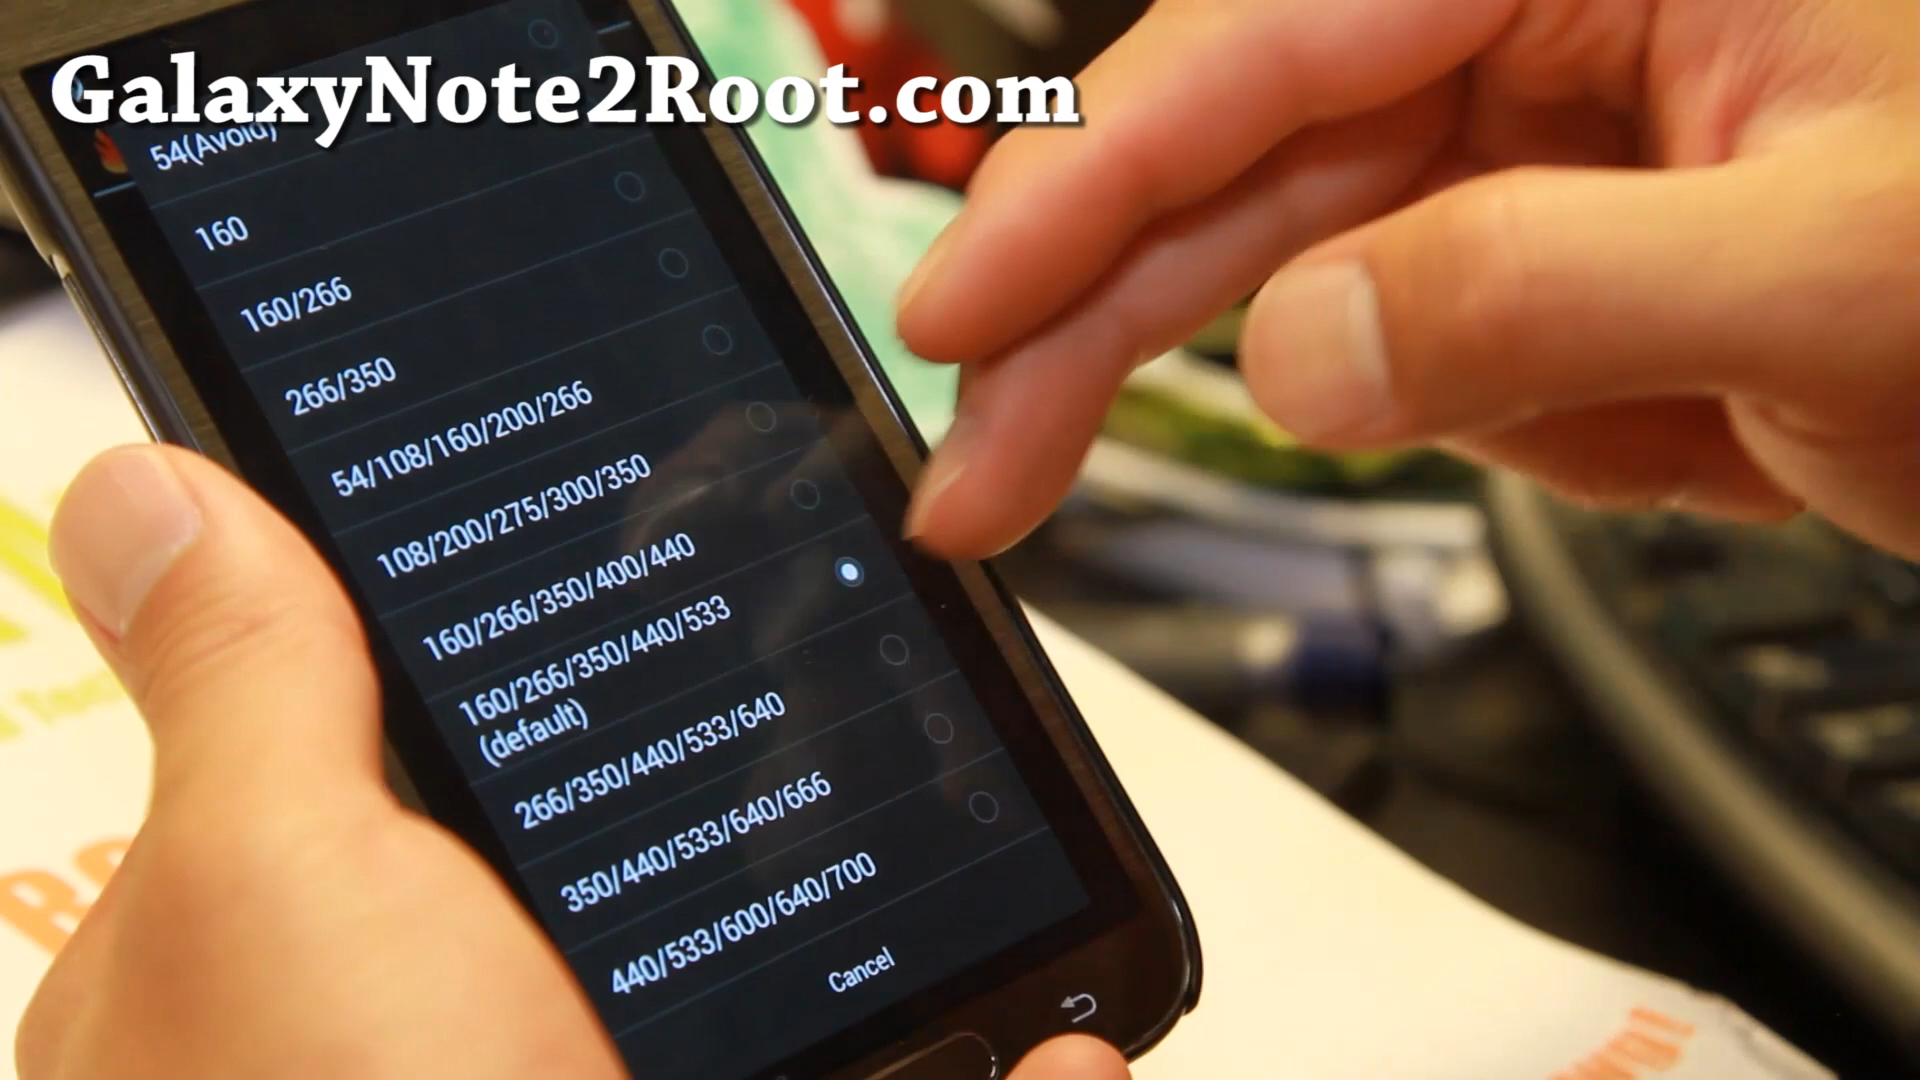 GalaxyNote2Root.com
54(Avoid)
160
160/266
266/350
54/108/160/200/266
108/200/275/300/350
160/266/350/400/440
160/266/350/440/533
(default)
266/350/440/533/640
350/440/533/640/666
440/533/600/640/700
Cancel